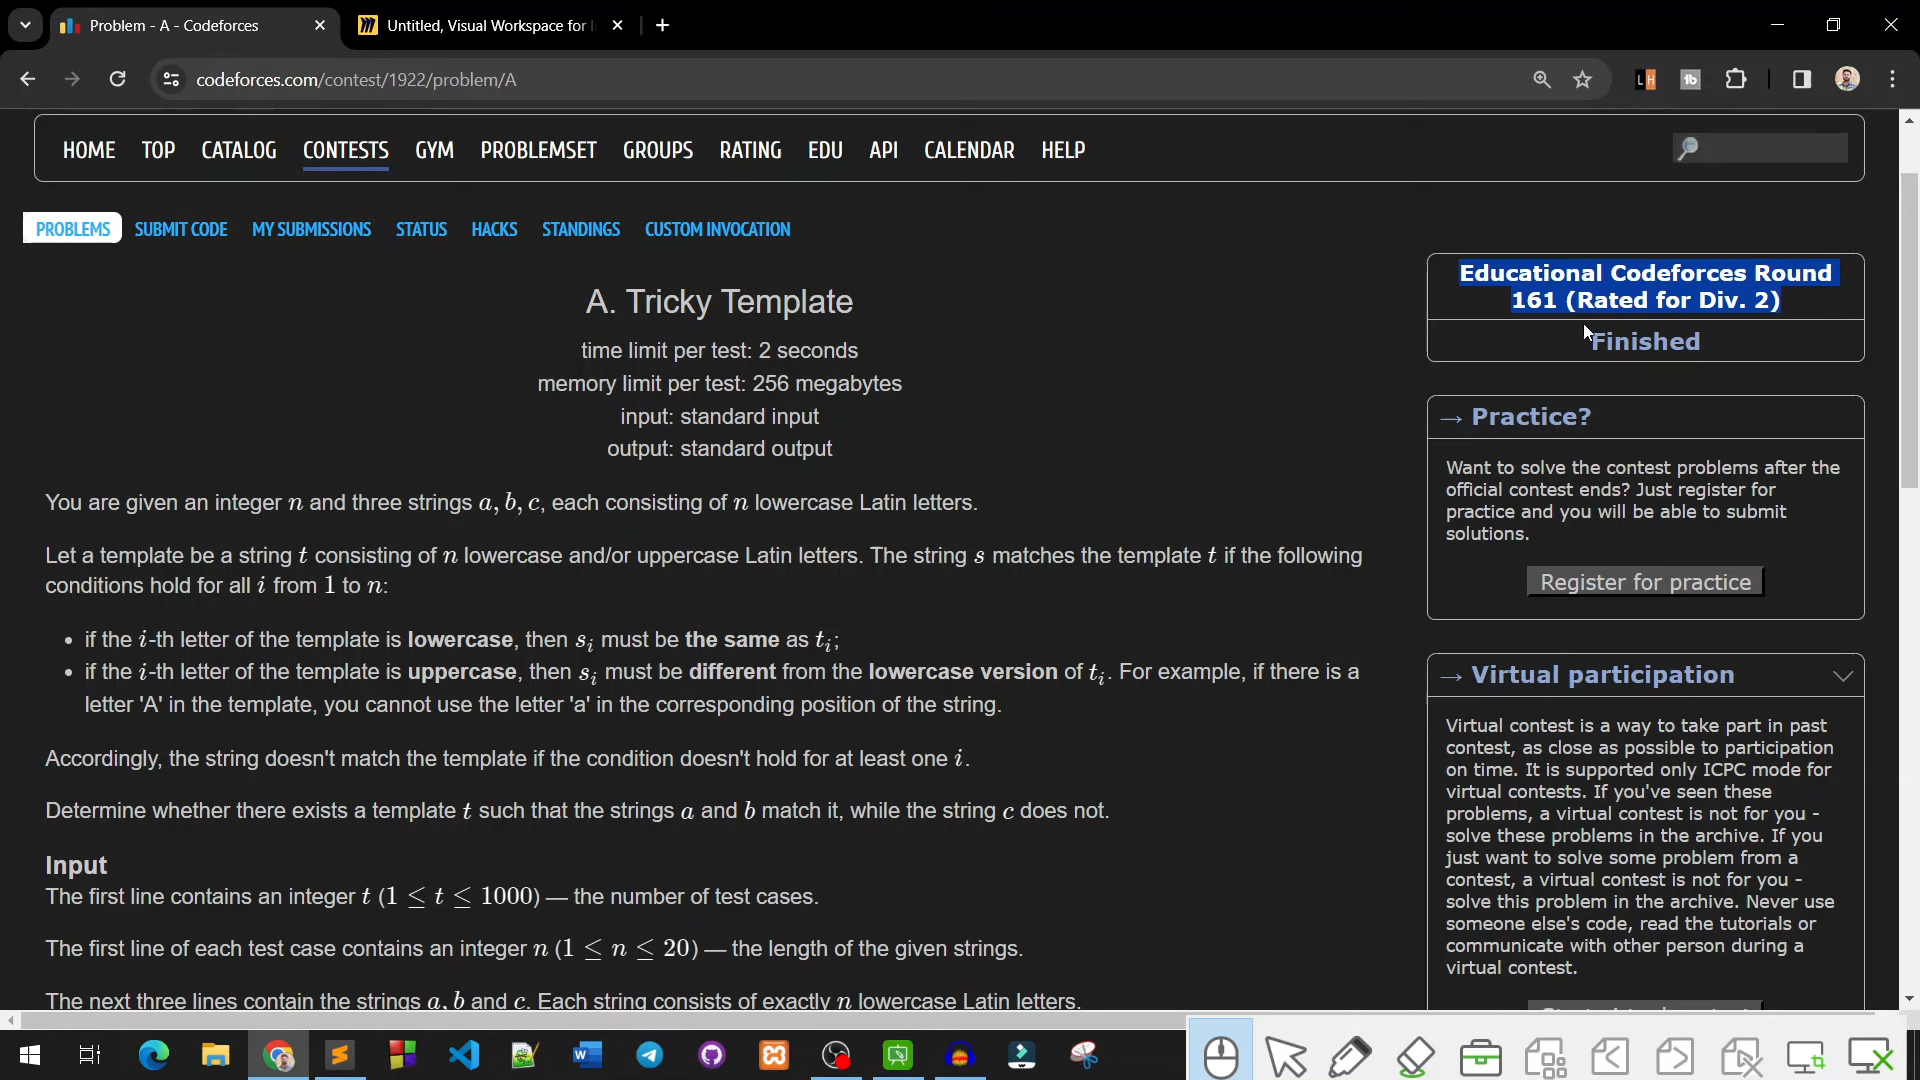 Problem - A - Codeforces
Untitled, Visual Workspace for
codeforces.com/contest/1922/problem/A
HOME TOP CATALOG CONTESTS GYM PROBLEMSET GROUPS RATING EDU API CALENDAR HELP
PROBLEMS SUBMIT CODE MY SUBMISSIONS STATUS HACKS STANDINGS CUSTOM INVOCATION
A. Tricky Template
time limit per test: 2 seconds
memory limit per test: 256 megabytes
input: standard input
output: standard output
You are given an integer n and three strings a, b, c, each consisting of n lowercase Latin letters.
Let a template be a string t consisting of n lowercase and/or uppercase Latin letters. The string s matches the template t if the following
conditions hold for all i from 1 to n:
• if the i-th letter of the template is lowercase, then s_i must be the same as t_i;
• if the i-th letter of the template is uppercase, then s_i must be different from the lowercase version of t_i. For example, if there is a
letter 'A' in the template, you cannot use the letter 'a' in the corresponding position of the string.
Accordingly, the string doesn't match the template if the condition doesn't hold for at least one i.
Determine whether there exists a template t such that the strings a and b match it, while the string c does not.
Input
The first line contains an integer t (1 ≤ t ≤ 1000) — the number of test cases.
The first line of each test case contains an integer n (1 ≤ n ≤ 20) — the length of the given strings.
The next three lines contain the strings a, b and c. Each string consists of exactly n lowercase Latin letters.
Educational Codeforces Round
161 (Rated for Div. 2)
Finished
→ Practice?
Want to solve the contest problems after the
official contest ends? Just register for
practice and you will be able to submit
solutions.
Register for practice
→ Virtual participation
Virtual contest is a way to take part in past
contest, as close as possible to participation
on time. It is supported only ICPC mode for
virtual contests. If you've seen these
problems, a virtual contest is not for you -
solve these problems in the archive. If you
just want to solve some problem from a
contest, a virtual contest is not for you -
solve this problem in the archive. Never use
someone else's code, read the tutorials or
communicate with other person during a
virtual contest.